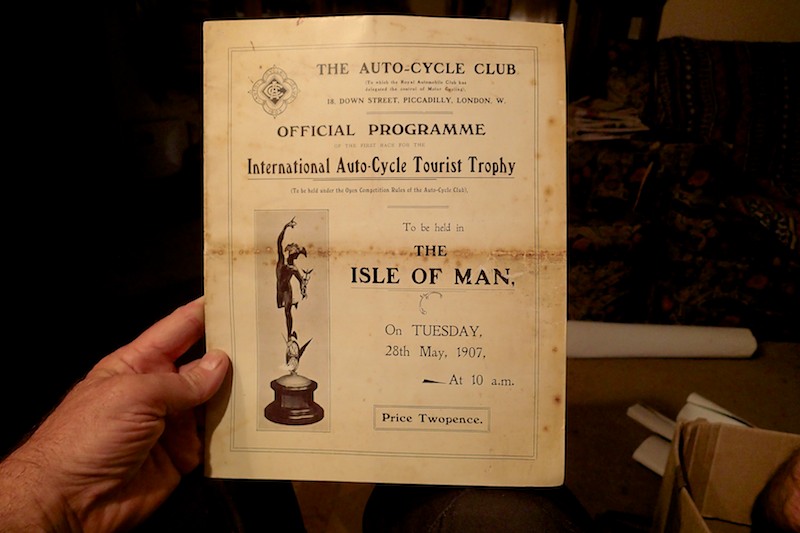 THE AUTO-CYCLE CLUB
(To which the Royal Automobile Club has
delegated the control of Motor Cycling).
18, DOWN STREET, PICCADILLY, LONDON, W.
OFFICIAL PROGRAMME
OF THE FIRST RACE FOR THE
International Auto-Cycle Tourist Trophy
(To be held under the Open Competition Rules of the Auto-Cycle Club).
To be held in
THE
ISLE OF MAN,
On TUESDAY,
28th May, 1907,
At 10 a.m.
Price Twopence.